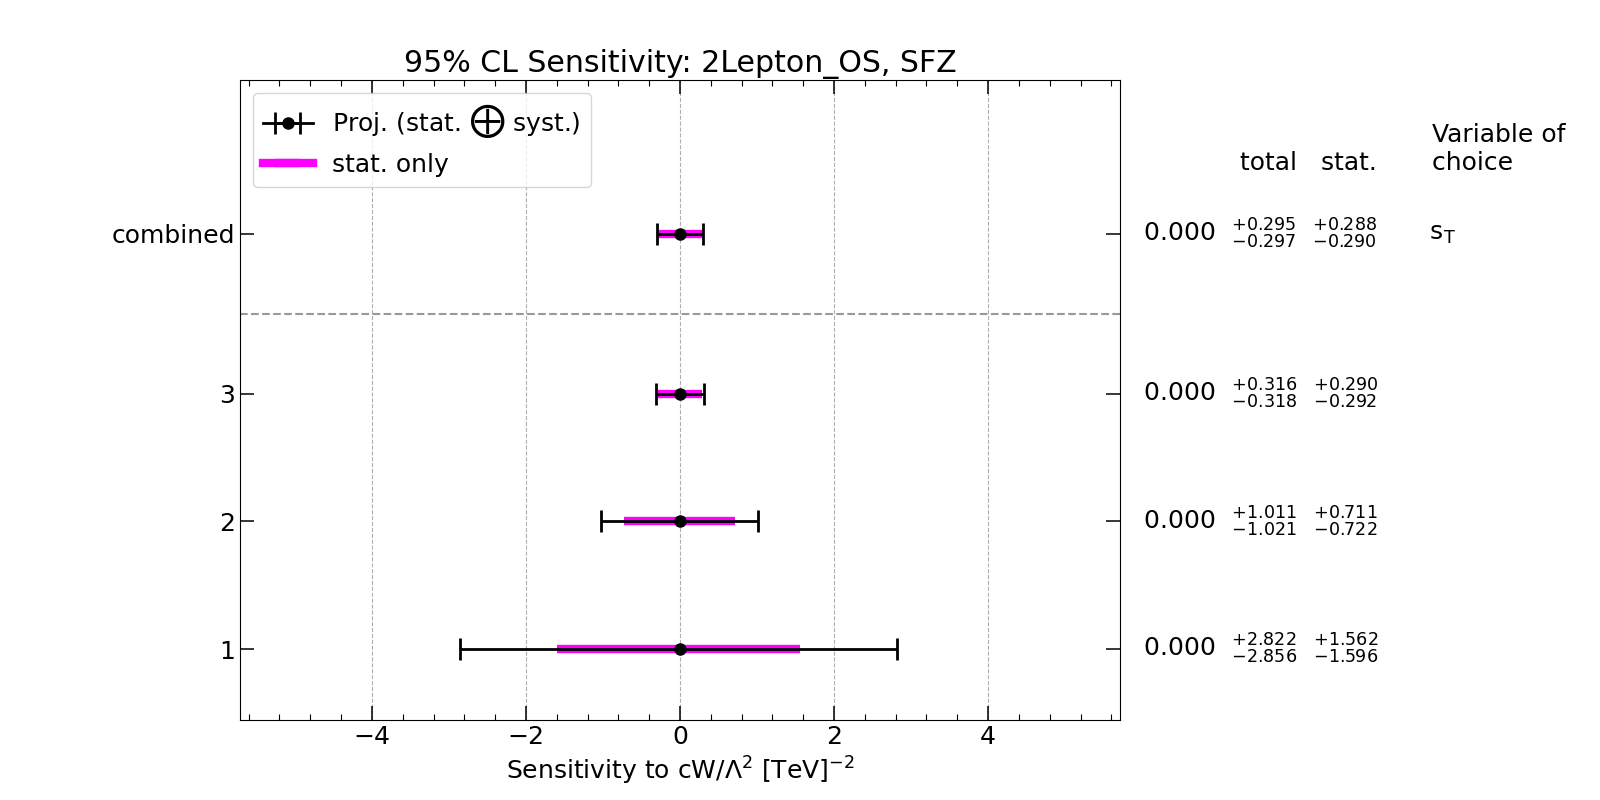 95% CL Sensitivity: 2Lepton_OS, SFZ
Proj. (stat. ⊕ syst.)
stat. only
Variable of
choice
total stat.
combined
0.000 +0.295 −0.297 +0.288 −0.290 s_T
3
0.000 +0.316 −0.318 +0.290 −0.292
2
0.000 +1.011 −1.021 +0.711 −0.722
1
0.000 +2.822 −2.856 +1.562 −1.596
−4 −2 0 2 4
Sensitivity to cW/Λ² [TeV]⁻²